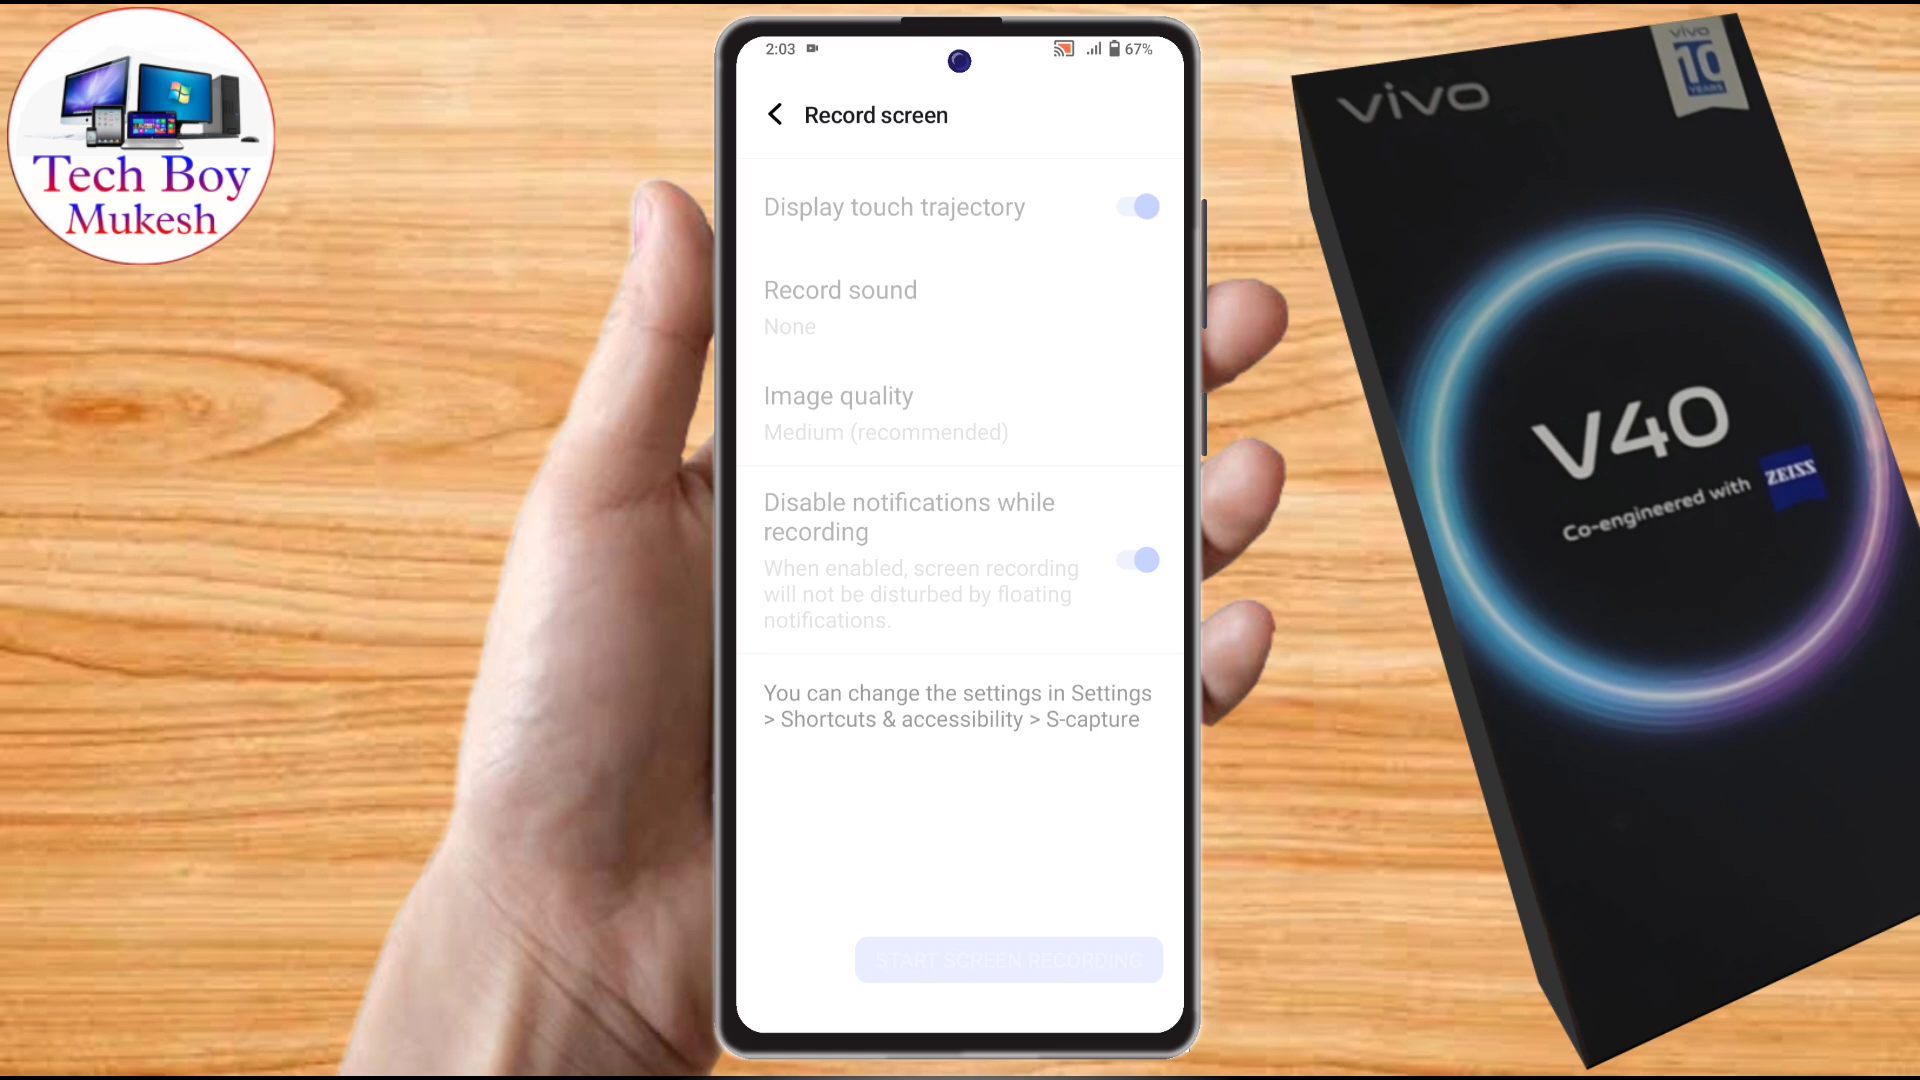 Tech Boy
Mukesh
2:03
67%
Record screen
Display touch trajectory
Record sound
None
Image quality
Medium (recommended)
Disable notifications while
recording
When enabled, screen recording
will not be disturbed by floating
notifications.
You can change the settings in Settings
> Shortcuts & accessibility > S-capture
START SCREEN RECORDING
vivo
vivo
10
YEARS
V40
Co-engineered with ZEISS